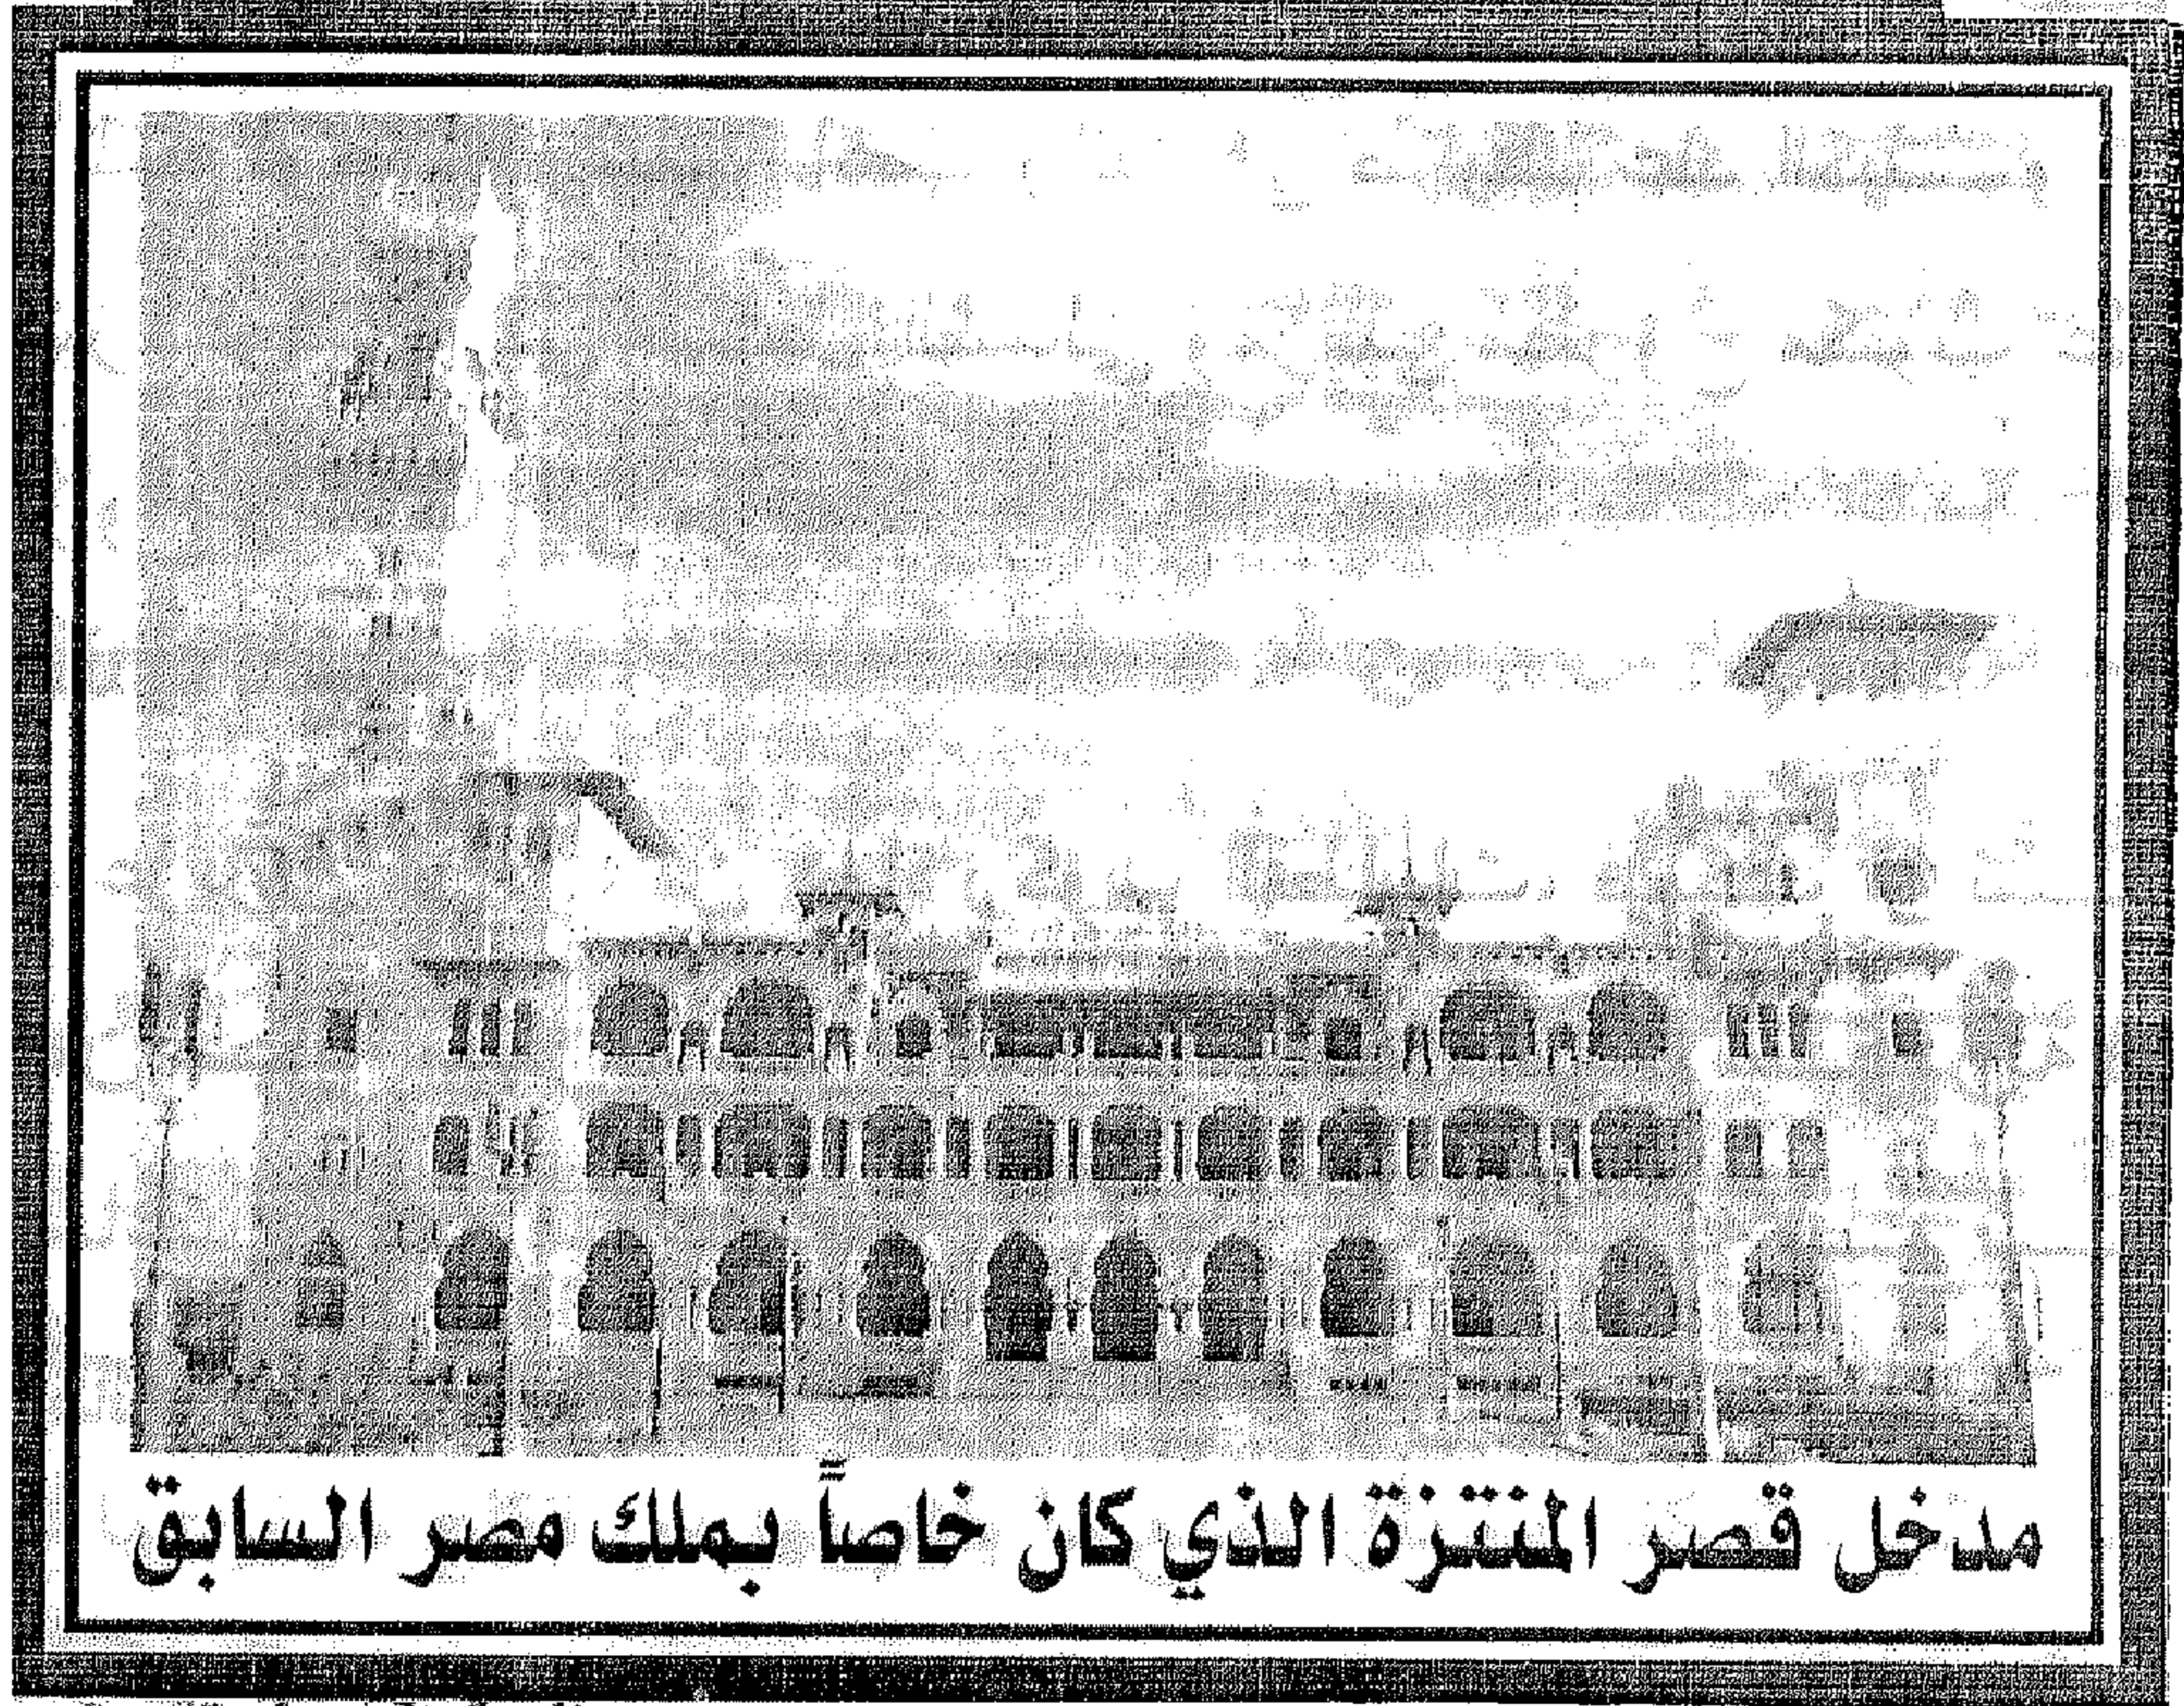 مدخل قصر المنتزة الذي كان خاصاً بملك مصر السابق